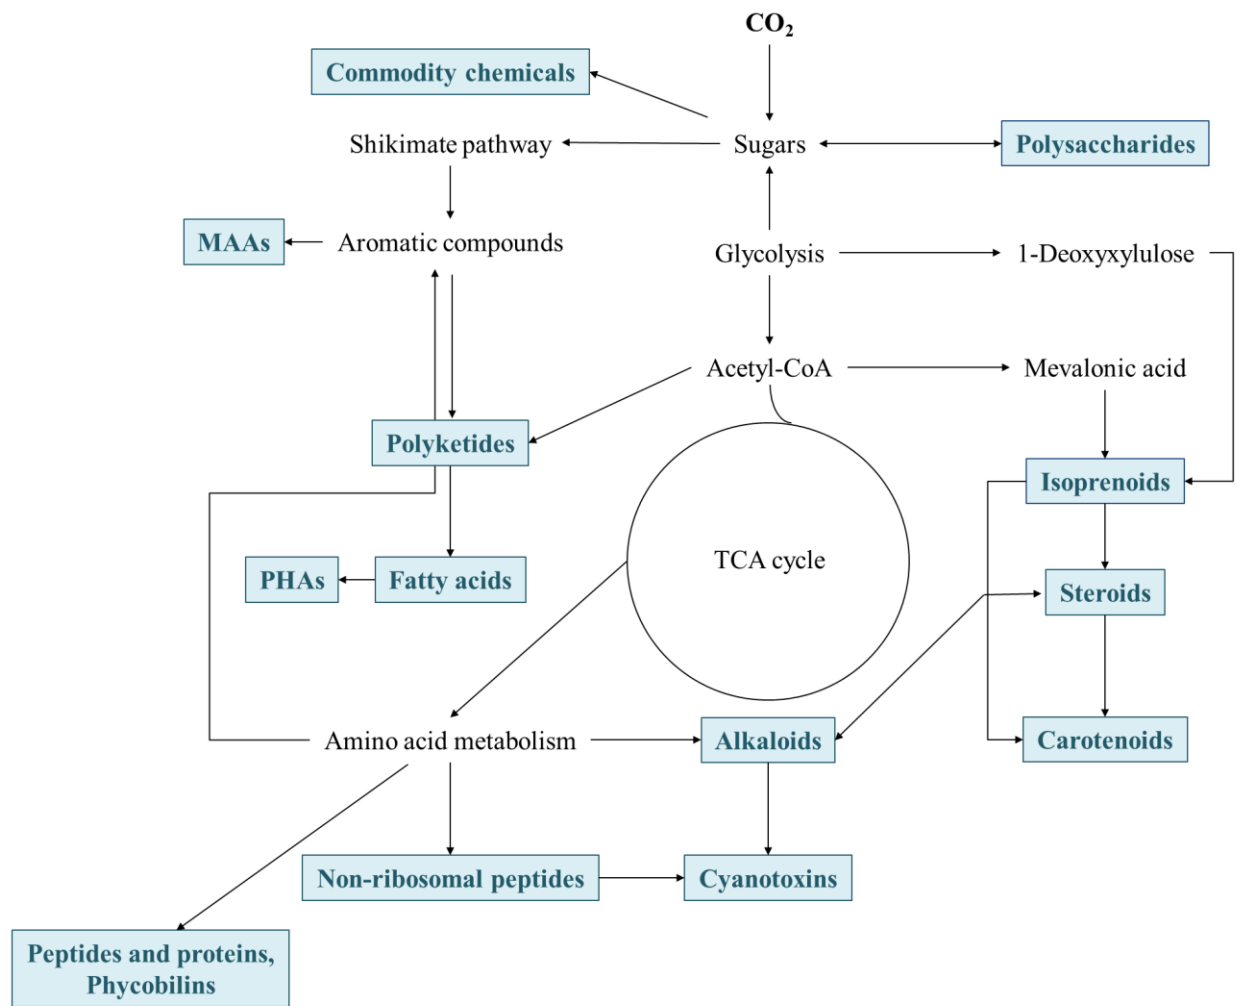 CO₂
Commodity chemicals
Shikimate pathway
Sugars
Polysaccharides
MAAs
Aromatic compounds
Glycolysis
1-Deoxyxylulose
Acetyl-CoA
Mevalonic acid
Polyketides
Isoprenoids
TCA cycle
PHAs
Fatty acids
Steroids
Amino acid metabolism
Alkaloids
Carotenoids
Non-ribosomal peptides
Cyanotoxins
Peptides and proteins,
Phycobilins